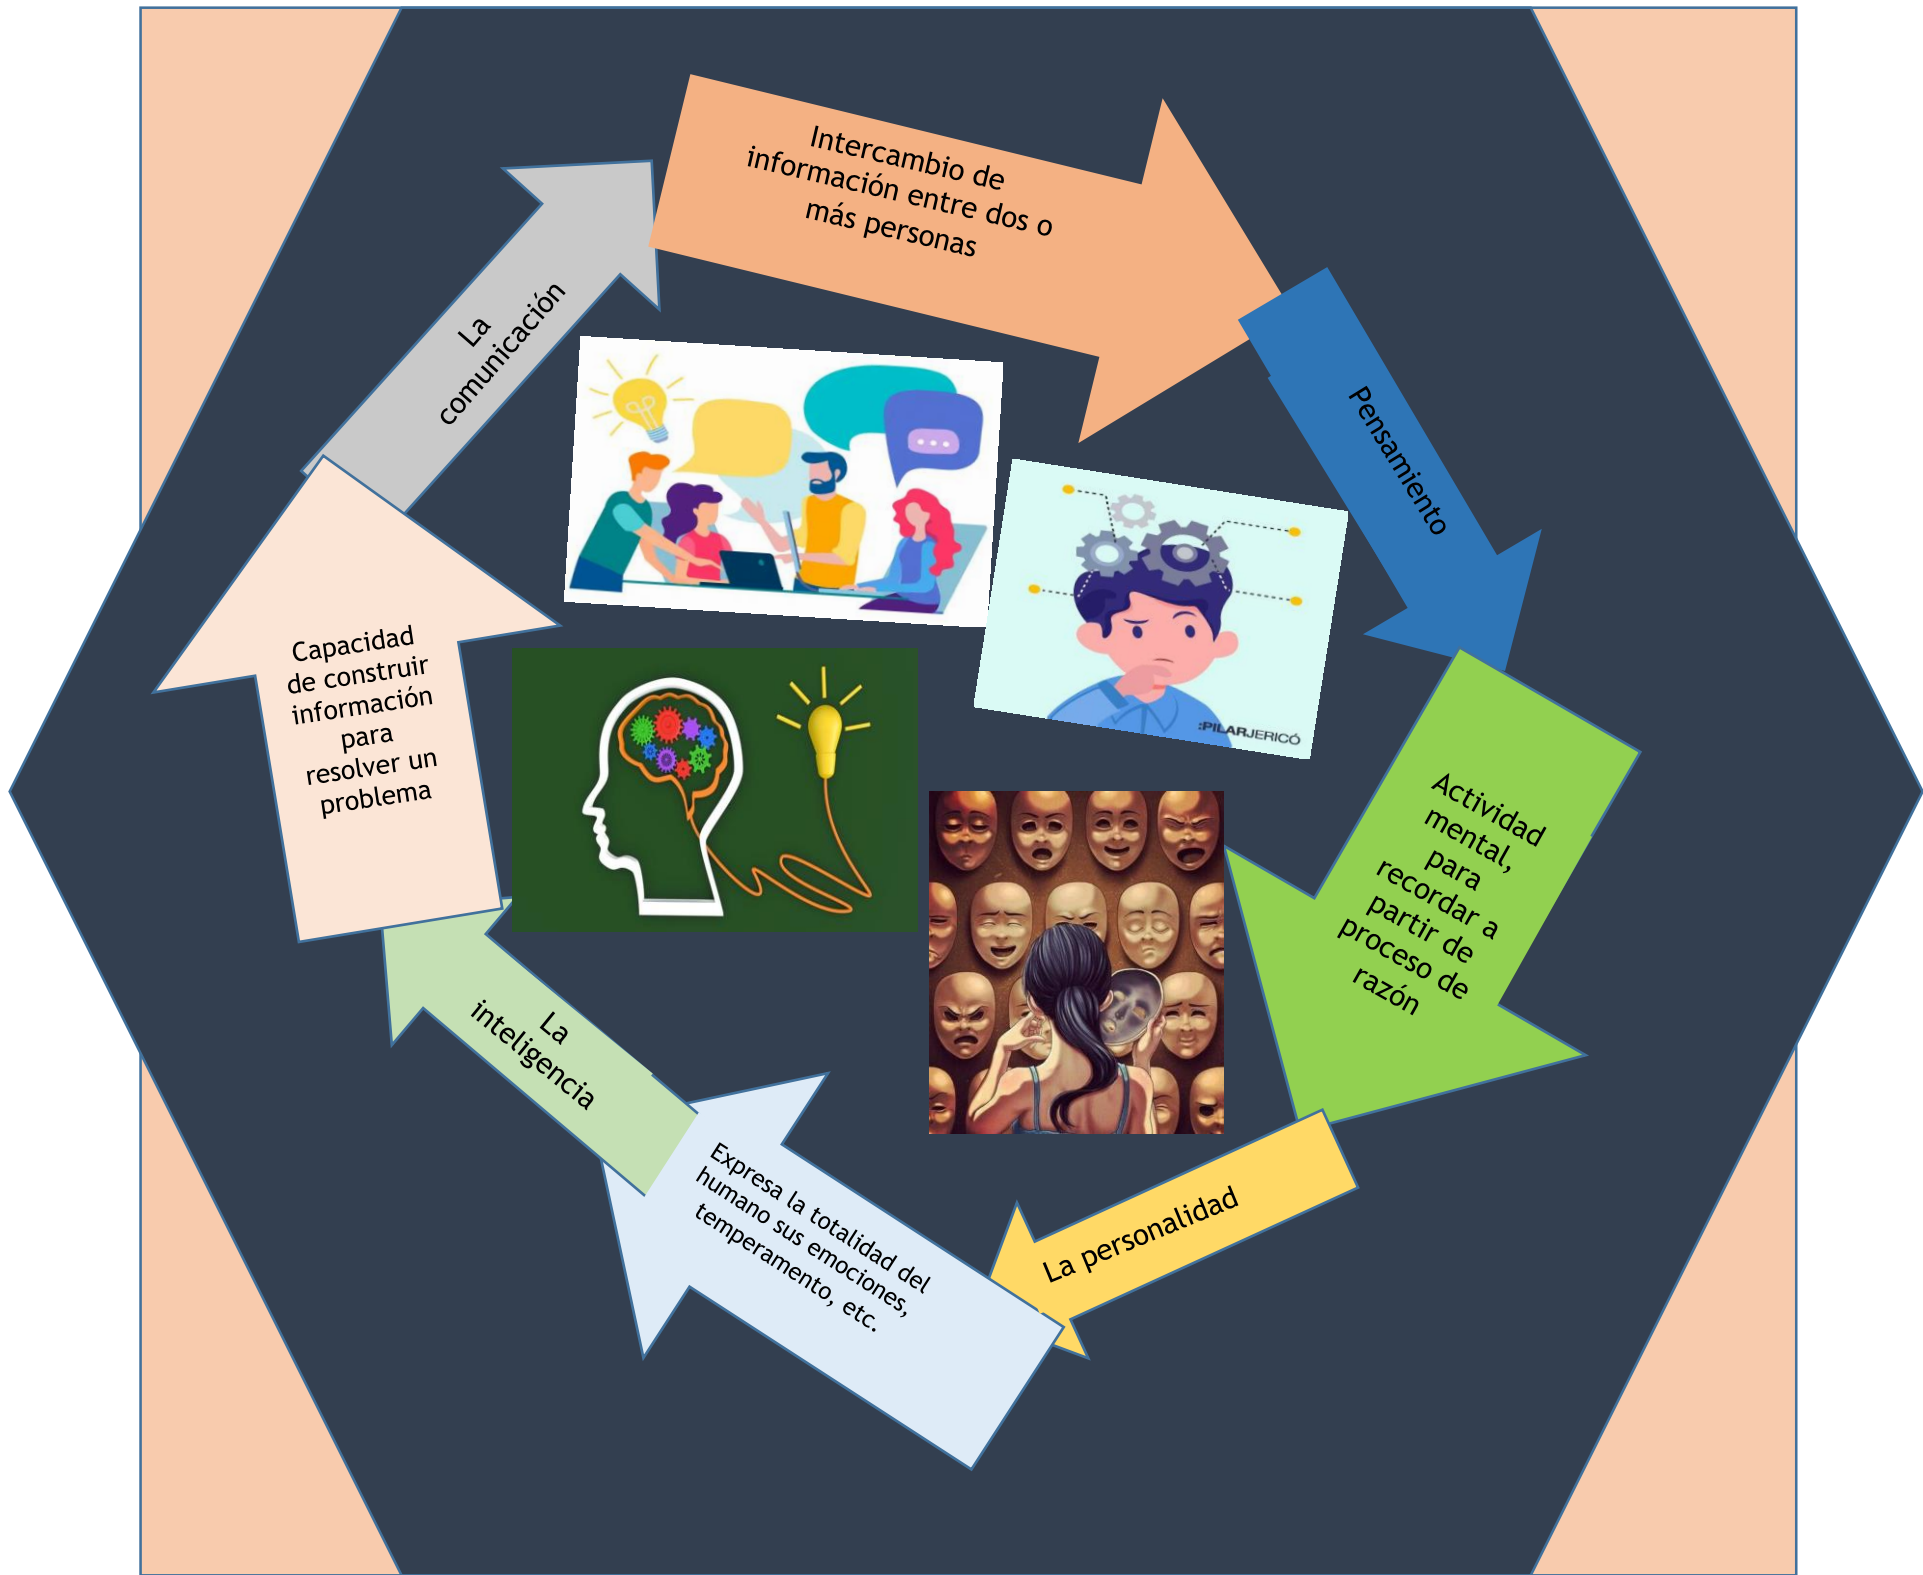 La
comunicación
Intercambio de
información entre dos o
más personas
Pensamiento
Actividad
mental,
para
recordar a
partir de
proceso de
razón
La personalidad
Expresa la totalidad del
humano sus emociones,
temperamento, etc.
La
inteligencia
Capacidad
de construir
información
para
resolver un
problema
:PILARJERICÓ